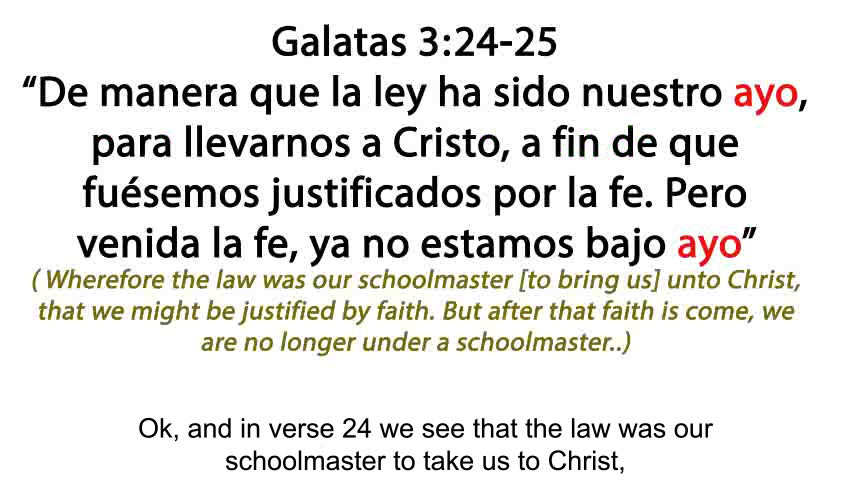 Galatas 3:24-25
“De manera que la ley ha sido nuestro ayo,
para llevarnos a Cristo, a fin de que
fuésemos justificados por la fe. Pero
venida la fe, ya no estamos bajo ayo”
( Wherefore the law was our schoolmaster [to bring us] unto Christ,
that we might be justified by faith. But after that faith is come, we
are no longer under a schoolmaster..)
Ok, and in verse 24 we see that the law was our
schoolmaster to take us to Christ,